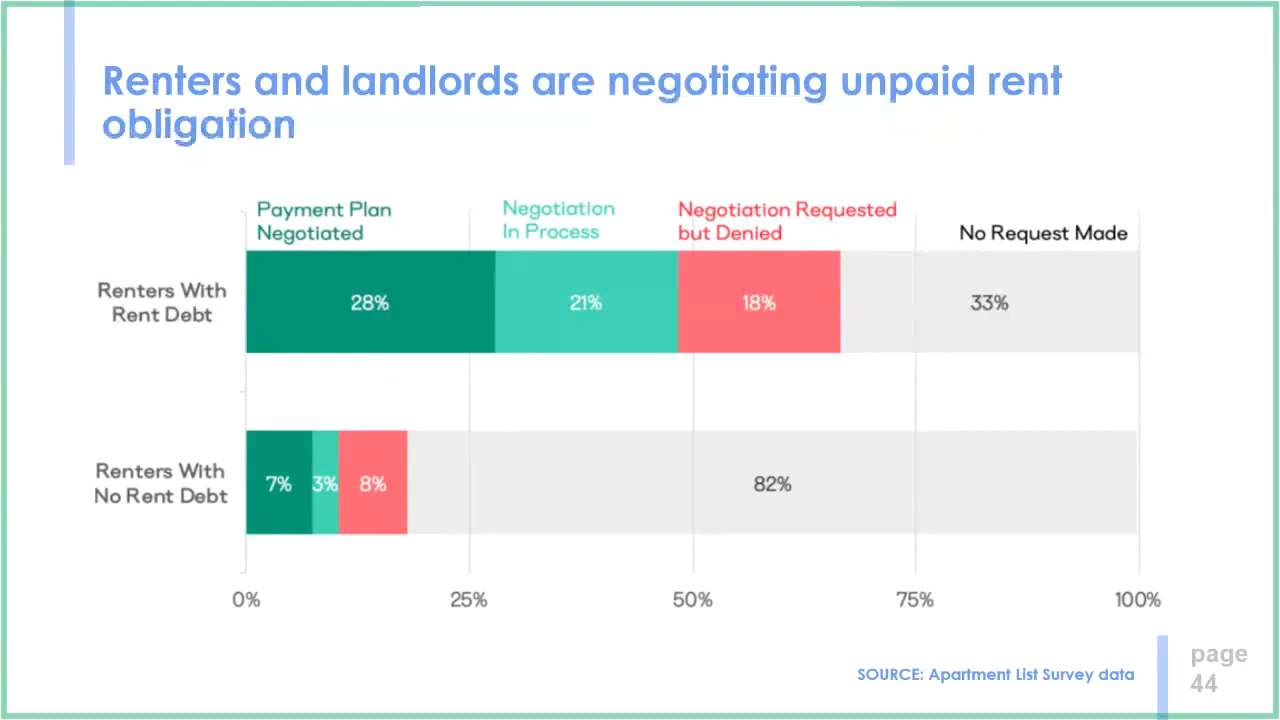 Renters and landlords are negotiating unpaid rent
obligation
Payment Plan
Negotiated
Negotiation
In Process
Negotiation Requested
but Denied
No Request Made
Renters With
Rent Debt
28%
21%
18%
33%
Renters With
No Rent Debt
7%
3%
8%
82%
0%
25%
50%
75%
100%
SOURCE: Apartment List Survey data
page
44